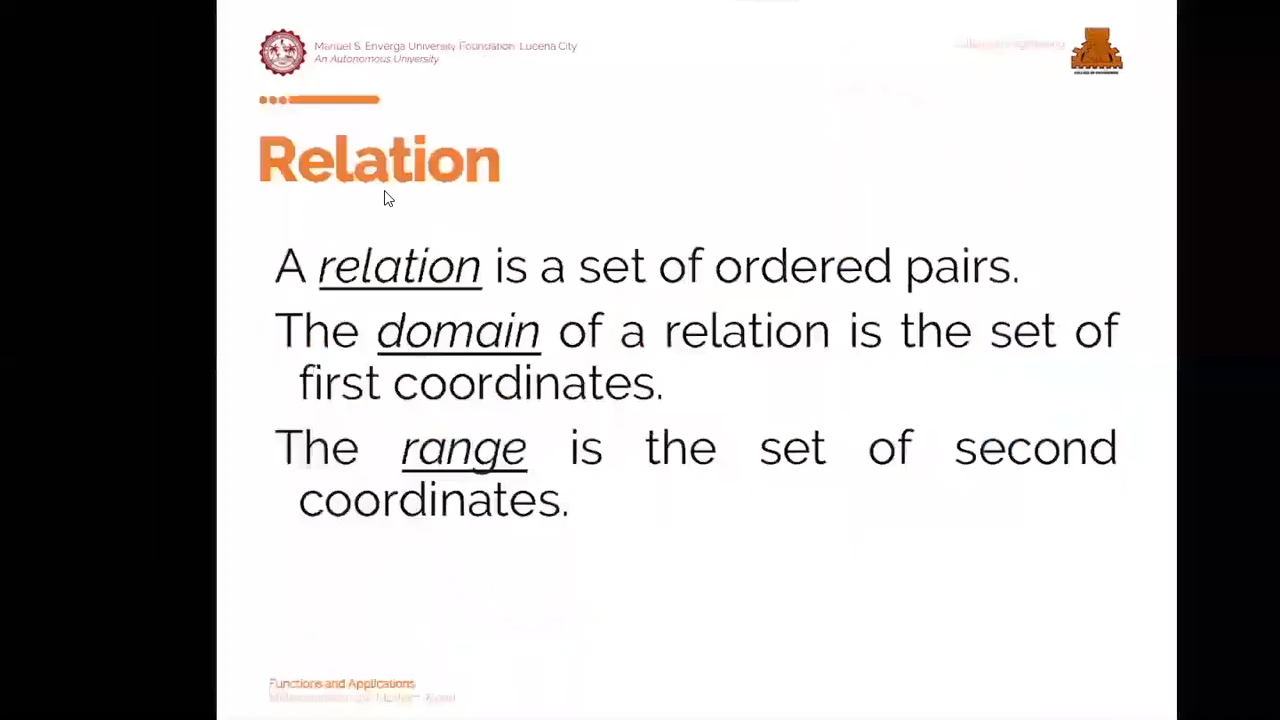 Manuel S. Enverga University Foundation, Lucena City
An Autonomous University
Relation
A relation is a set of ordered pairs.
The domain of a relation is the set of
first coordinates.
The range is the set of second
coordinates.
Functions and Applications